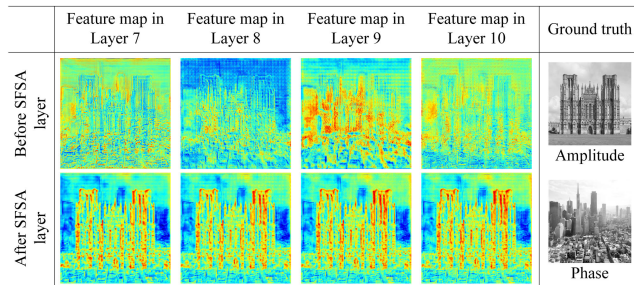 Feature map in
Layer 7
Feature map in
Layer 8
Feature map in
Layer 9
Feature map in
Layer 10
Ground truth
Before SFSA
layer
Amplitude
After SFSA
layer
Phase